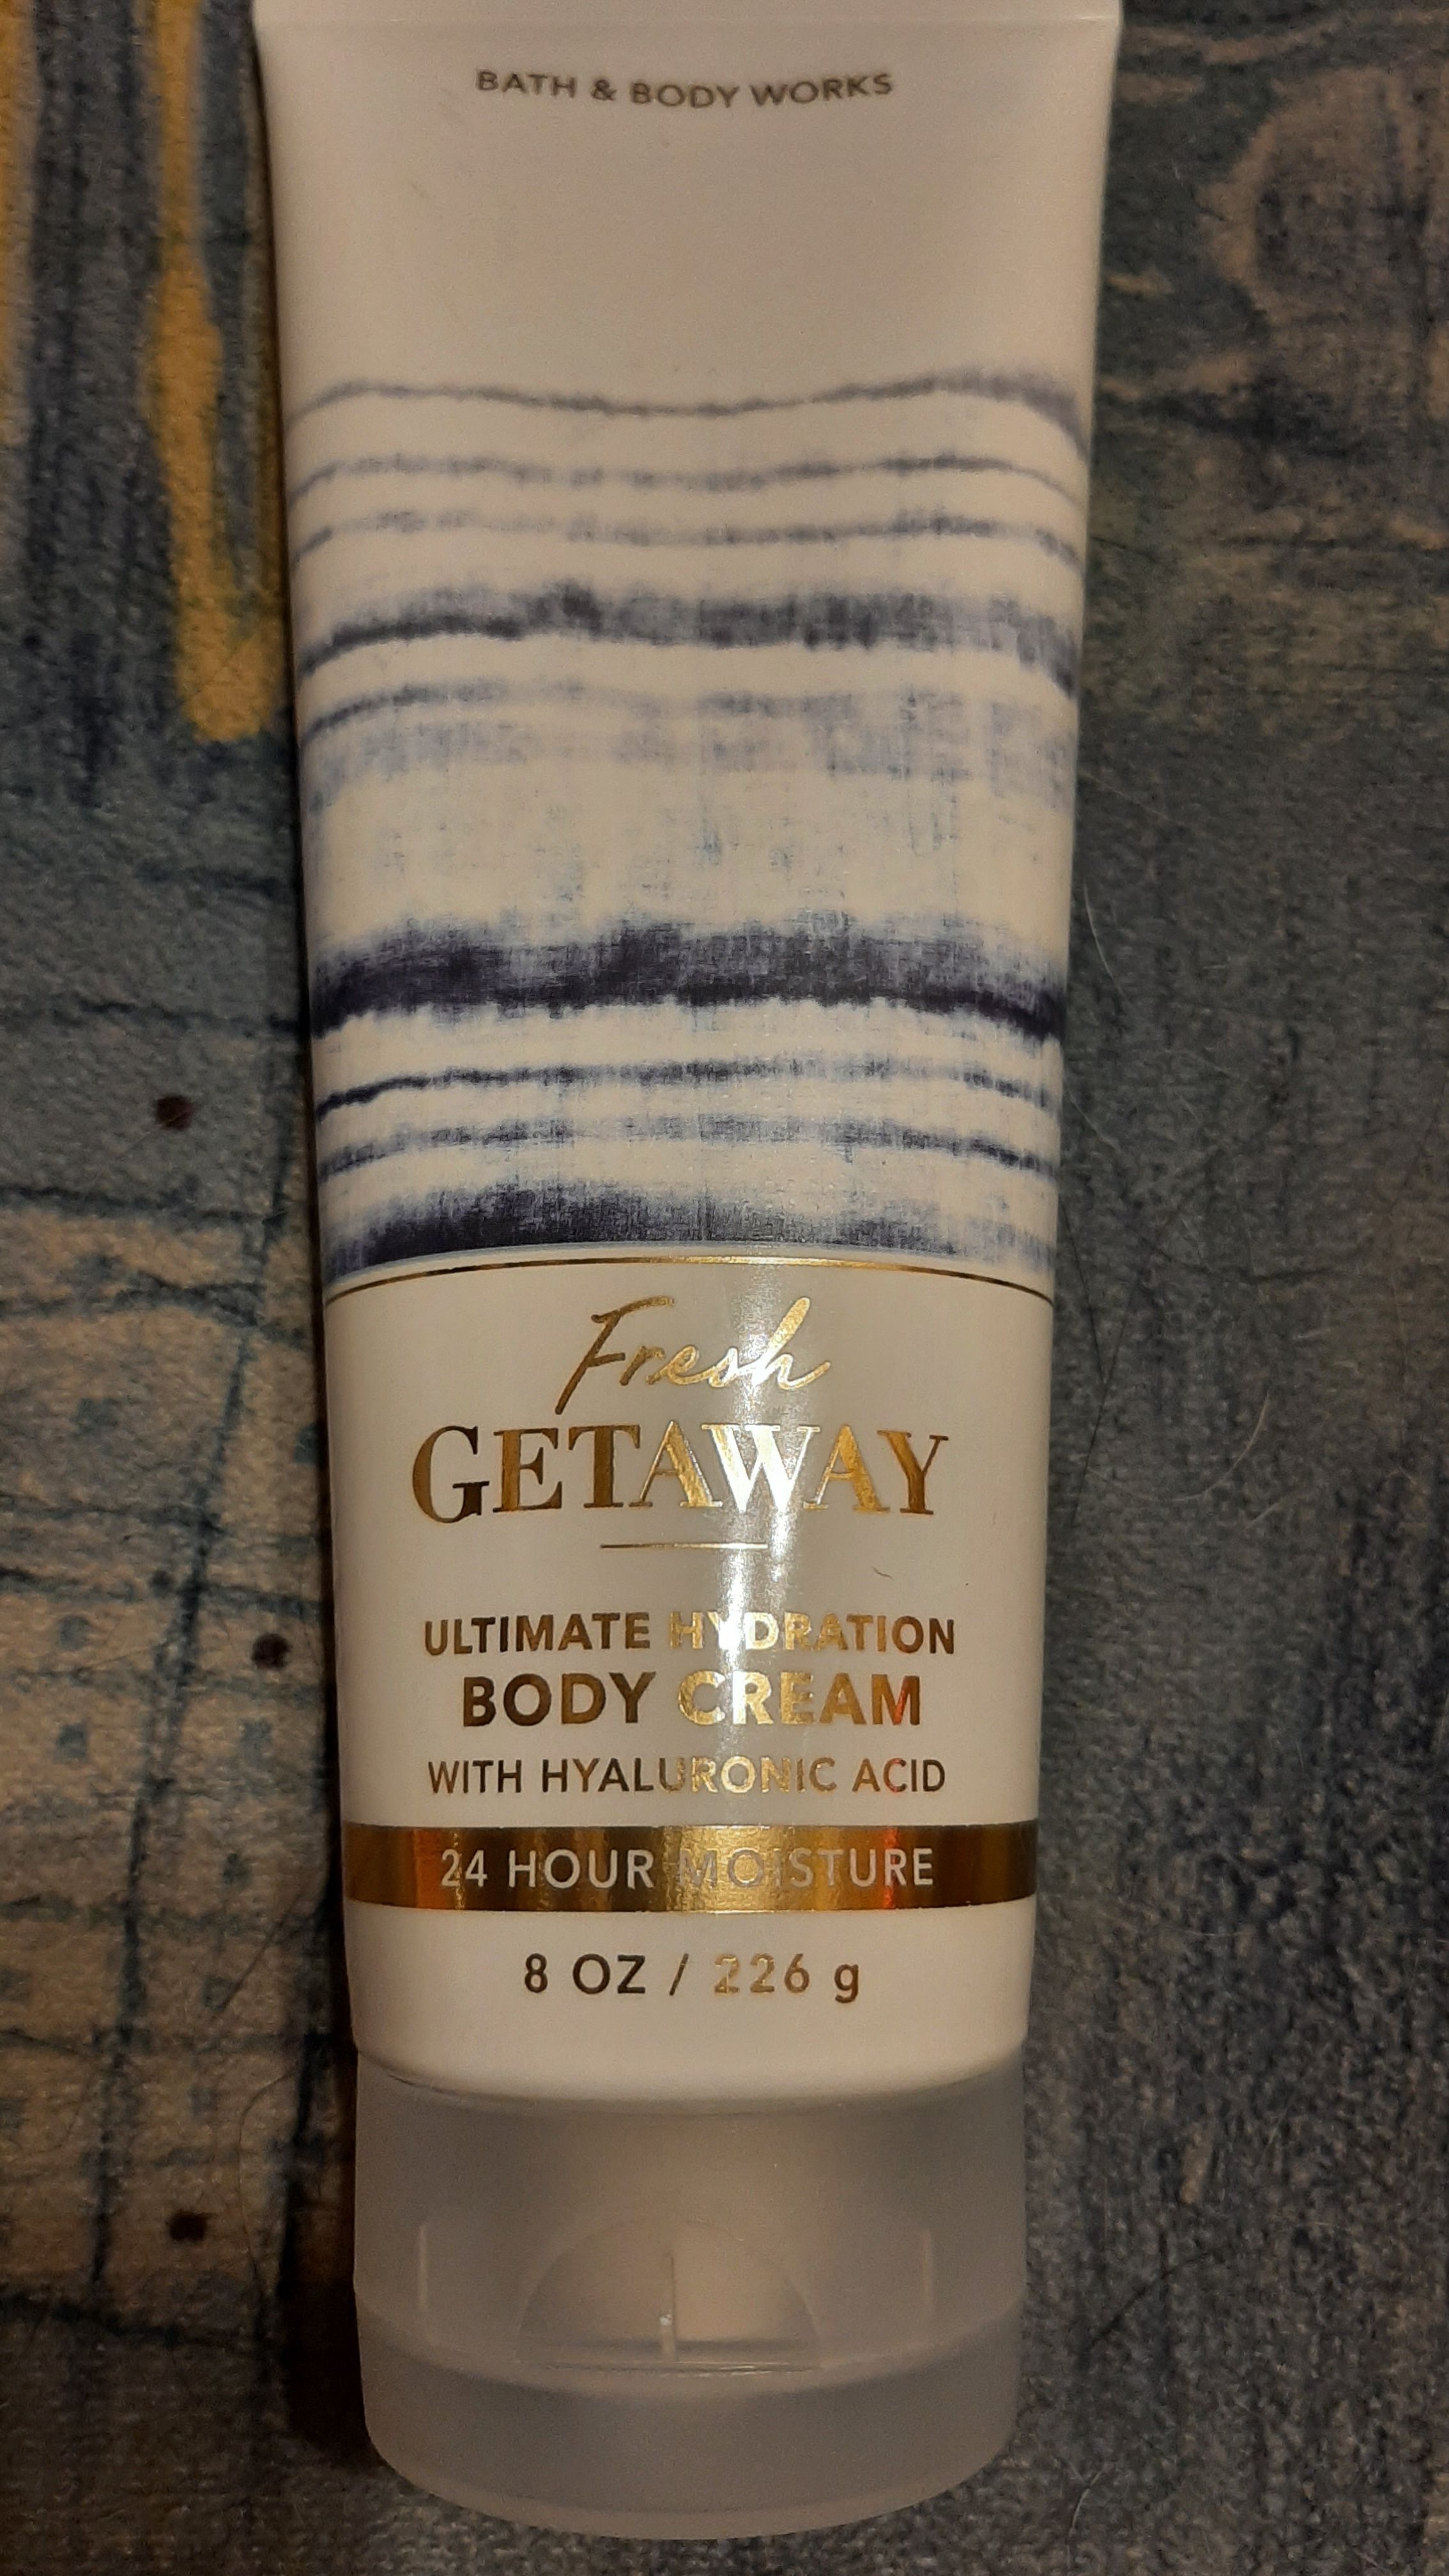 BATH & BODY WORKS
Fresh
GETAWAY
ULTIMATE HYDRATION
BODY CREAM
WITH HYALURONIC ACID
24 HOUR MOISTURE
8 OZ / 226 g